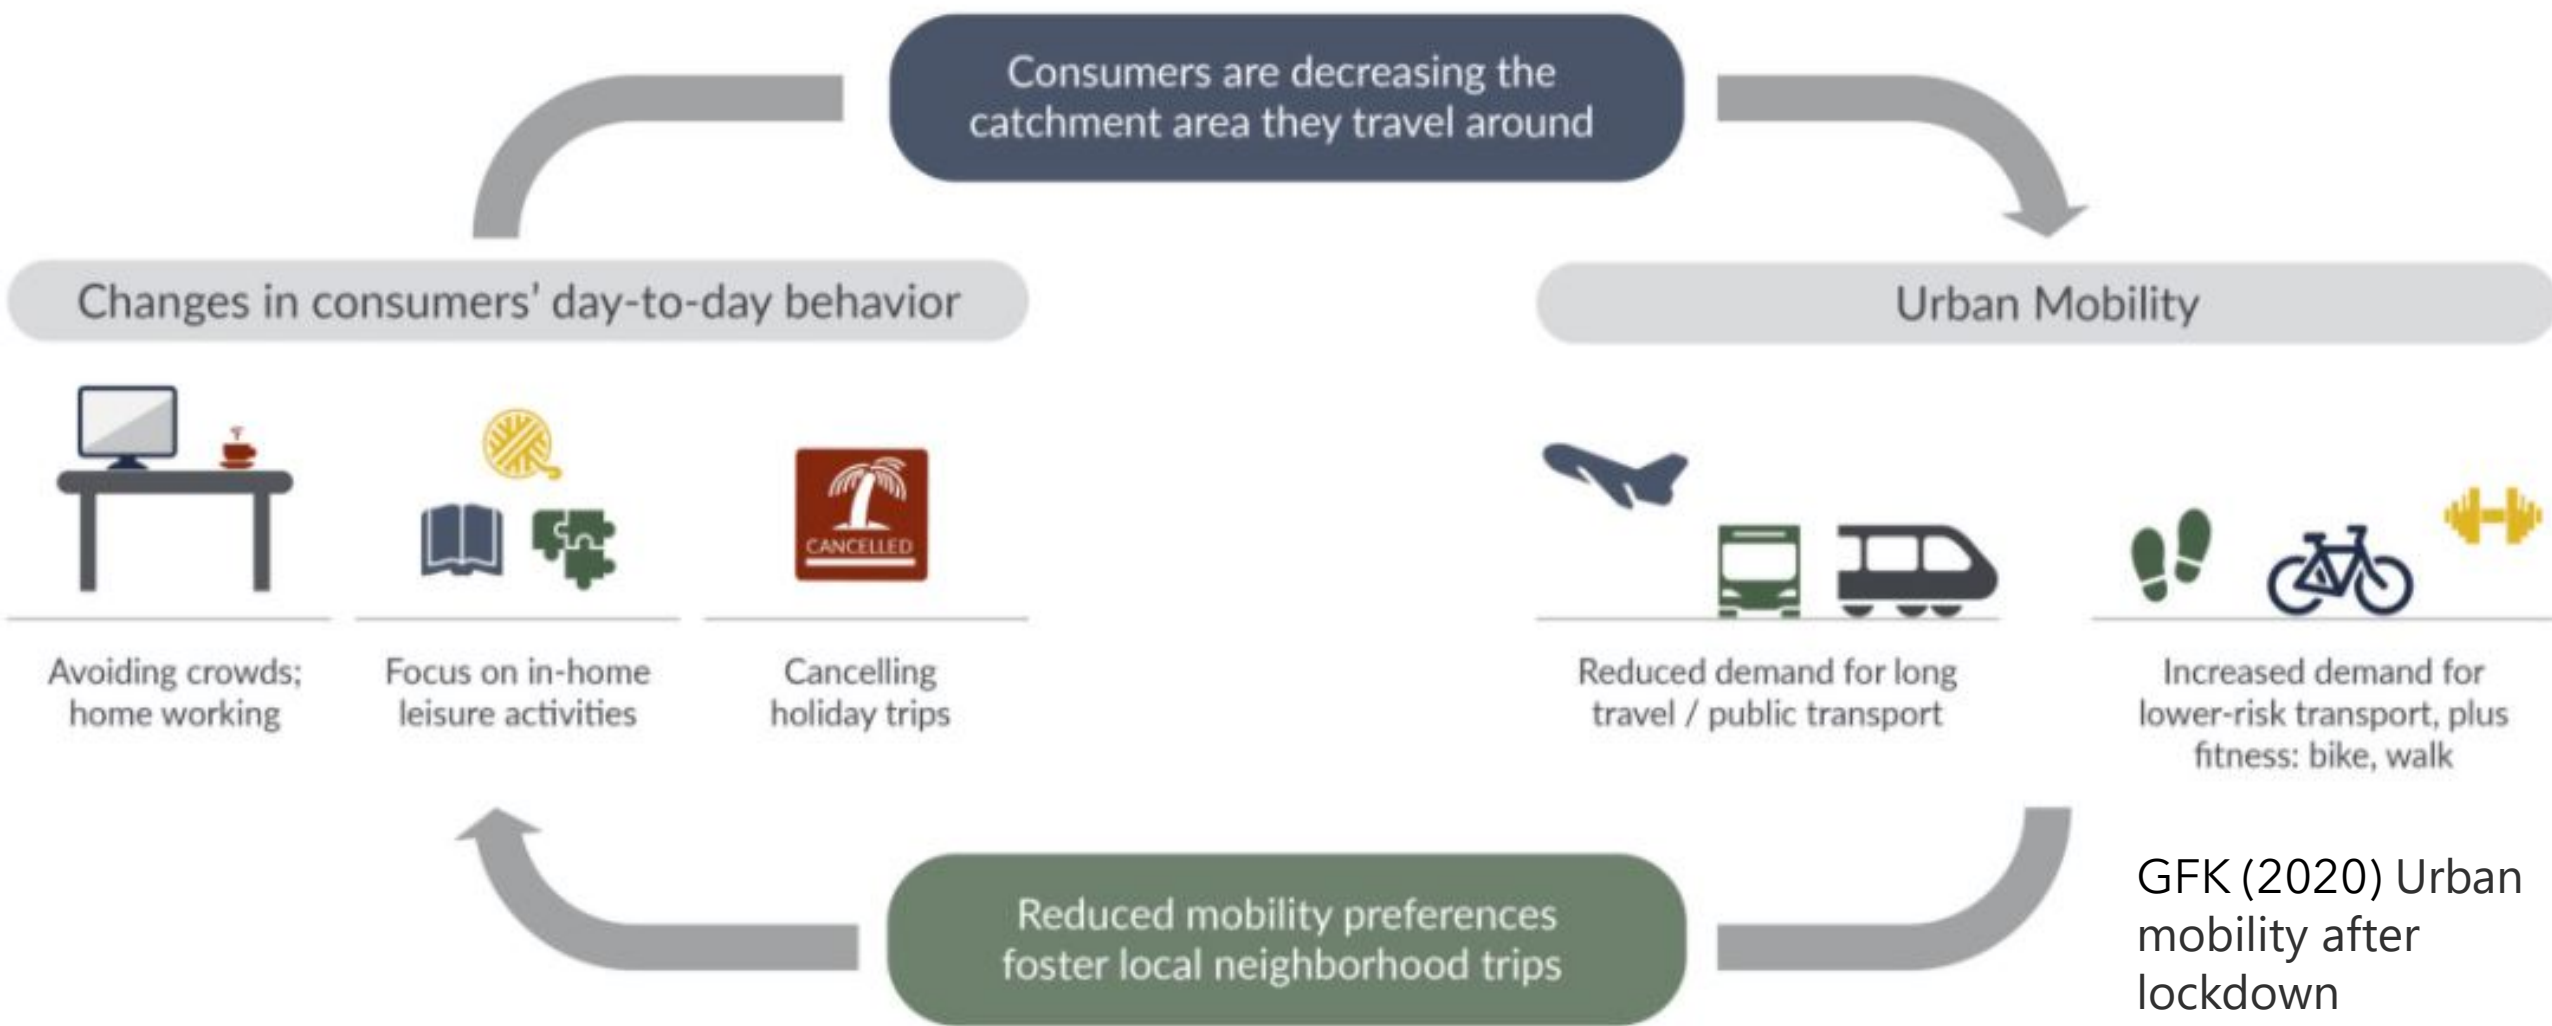 Consumers are decreasing the
catchment area they travel around
Changes in consumers' day-to-day behavior
Urban Mobility
CANCELLED
Avoiding crowds;
home working
Focus on in-home
leisure activities
Cancelling
holiday trips
Reduced demand for long
travel / public transport
Increased demand for
lower-risk transport, plus
fitness: bike, walk
Reduced mobility preferences
foster local neighborhood trips
GFK (2020) Urban
mobility after
lockdown